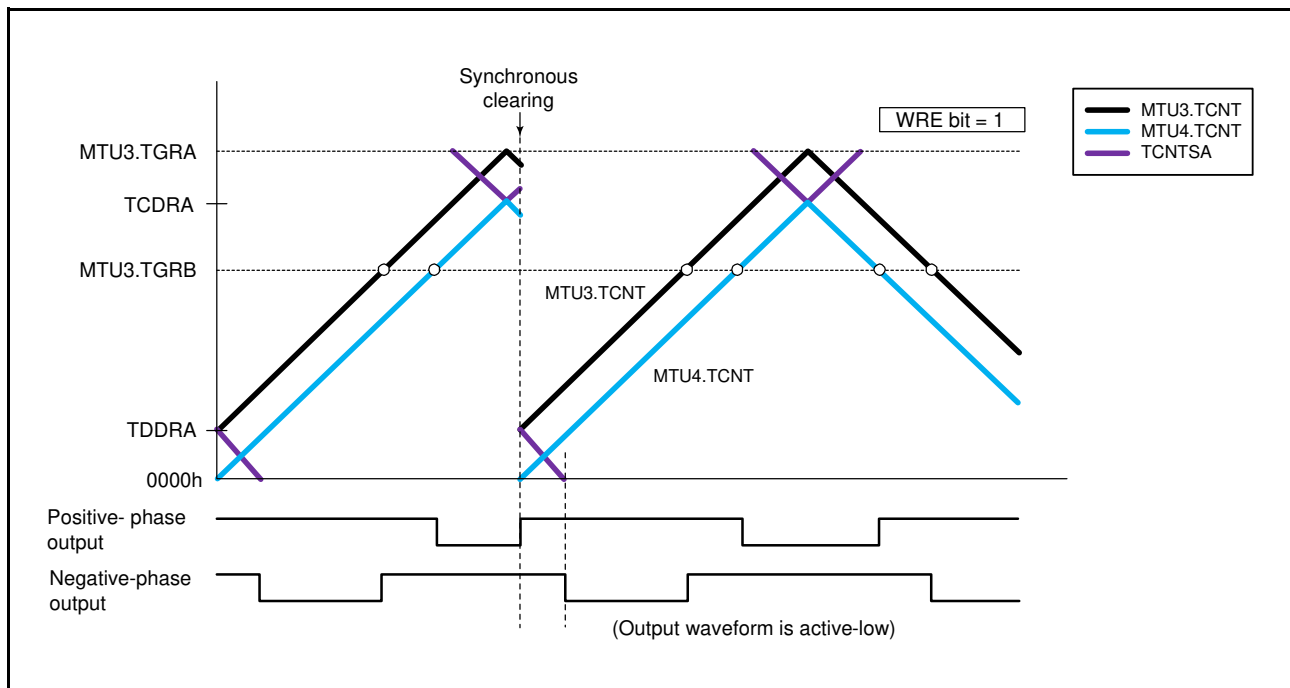 Synchronous
clearing
WRE bit = 1
MTU3.TCNT
MTU4.TCNT
TCNTSA
MTU3.TGRA
TCDRA
MTU3.TGRB
MTU3.TCNT
MTU4.TCNT
TDDRA
0000h
Positive- phase
output
Negative-phase
output
(Output waveform is active-low)